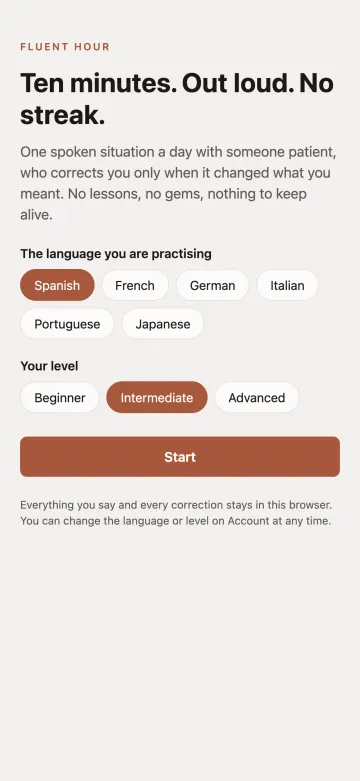 FLUENT HOUR
Ten minutes. Out loud. No
streak.
One spoken situation a day with someone patient,
who corrects you only when it changed what you
meant. No lessons, no gems, nothing to keep
alive.
The language you are practising
Spanish French German Italian
Portuguese Japanese
Your level
Beginner Intermediate Advanced
Start
Everything you say and every correction stays in this browser.
You can change the language or level on Account at any time.